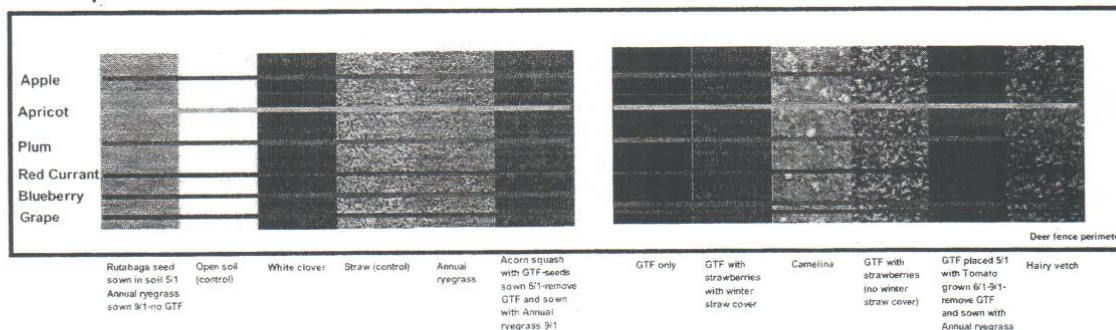 Apple
Apricot
Plum
Red Currant
Blueberry
Grape
Deer fence perimete
Rutabaga seed
sown in soil 5/1
Annual ryegrass
sown 9/1-no GTF
Open soil
(control)
White clover
Straw (control)
Annual
ryegrass
Acorn squash
with GTF-seeds
sown 6/1-remove
GTF and sown
with Annual
ryegrass 9/1
GTF only
GTF with
strawberries
with winter
straw cover
Camelina
GTF with
strawberries
(no winter
straw cover)
GTF placed 5/1
with Tomato
grown 6/1-9/1-
remove GTF
and sown with
Annual ryegrass
Hairy vetch